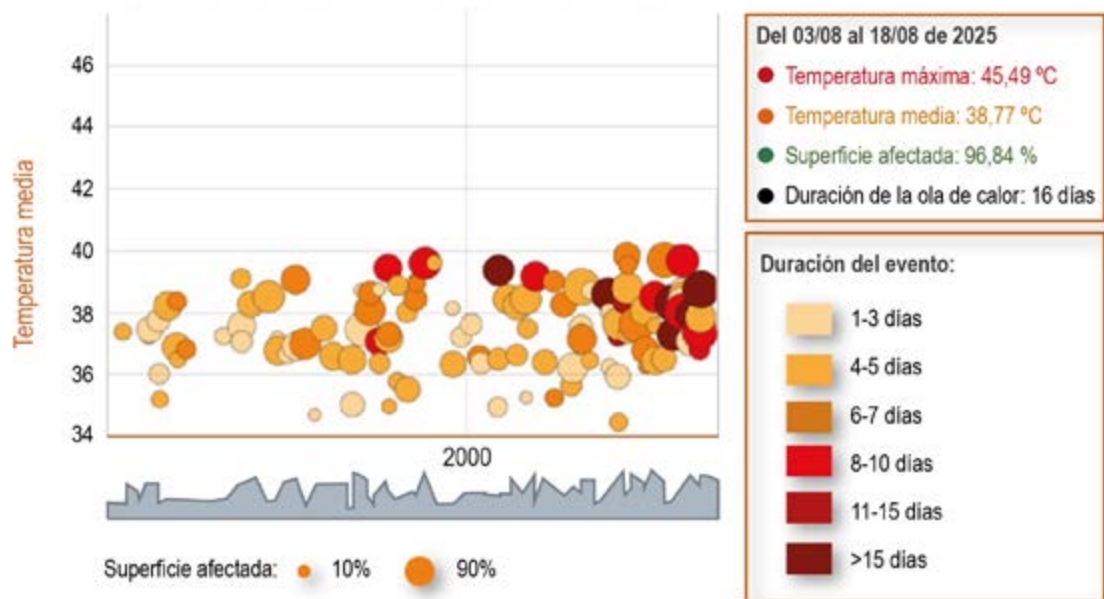 Temperatura media
46
44
42
40
38
36
34
2000
Superficie afectada: 10% 90%
Del 03/08 al 18/08 de 2025
Temperatura máxima: 45,49 ºC
Temperatura media: 38,77 ºC
Superficie afectada: 96,84 %
Duración de la ola de calor: 16 días
Duración del evento:
1-3 días
4-5 días
6-7 días
8-10 días
11-15 días
>15 días